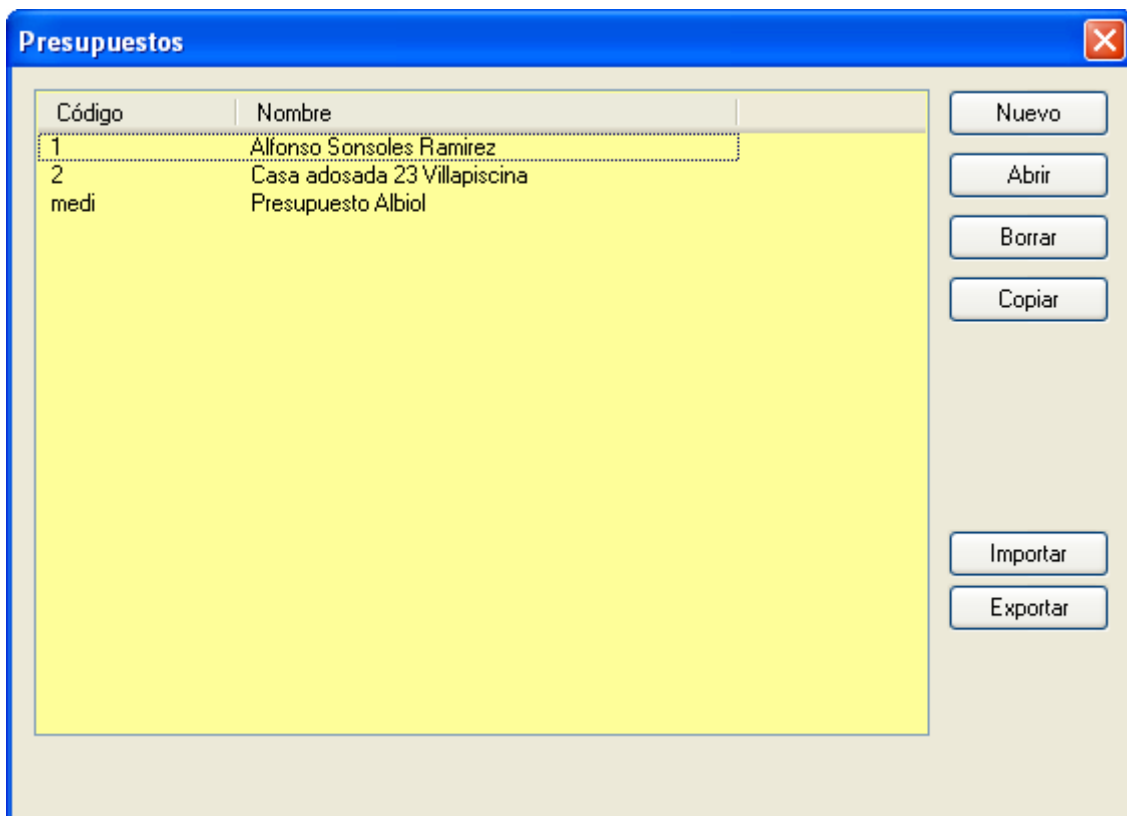 Presupuestos
Código Nombre
1 Alfonso Sonsoles Ramirez
2 Casa adosada 23 Villapiscina
medi Presupuesto Albiol
Nuevo
Abrir
Borrar
Copiar
Importar
Exportar